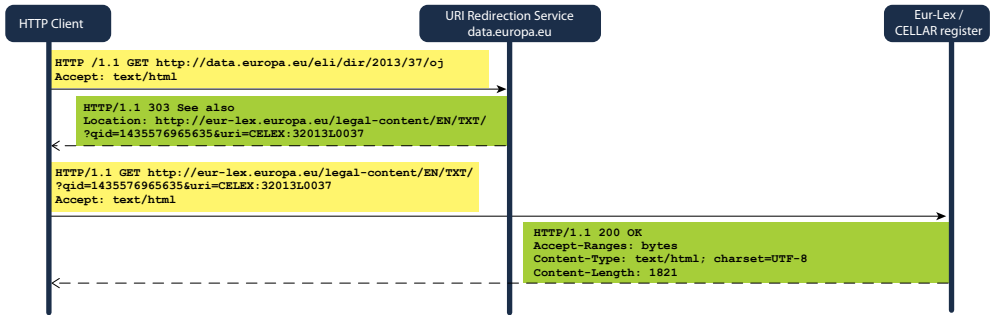 HTTP Client
URI Redirection Service
data.europa.eu
Eur-Lex /
CELLAR register
HTTP /1.1 GET http://data.europa.eu/eli/dir/2013/37/oj
Accept: text/html
HTTP/1.1 303 See also
Location: http://eur-lex.europa.eu/legal-content/EN/TXT/
?qid=1435576965635&uri=CELEX:32013L0037
HTTP/1.1 GET http://eur-lex.europa.eu/legal-content/EN/TXT/
?qid=1435576965635&uri=CELEX:32013L0037
Accept: text/html
HTTP/1.1 200 OK
Accept-Ranges: bytes
Content-Type: text/html; charset=UTF-8
Content-Length: 1821